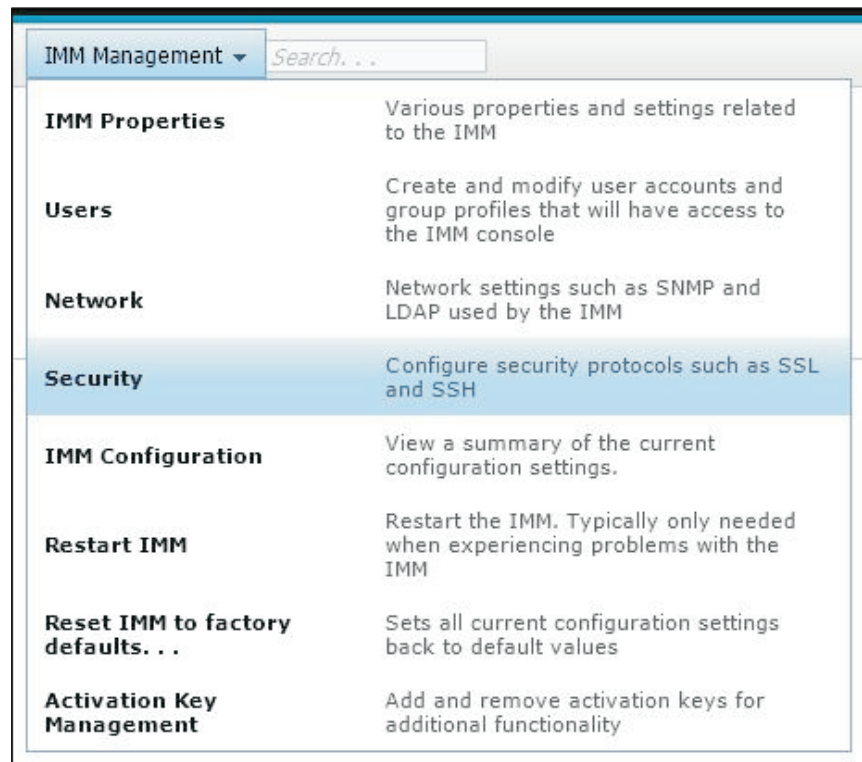 IMM Management
Search. . .
IMM Properties
Various properties and settings related
to the IMM
Users
Create and modify user accounts and
group profiles that will have access to
the IMM console
Network
Network settings such as SNMP and
LDAP used by the IMM
Security
Configure security protocols such as SSL
and SSH
IMM Configuration
View a summary of the current
configuration settings.
Restart IMM
Restart the IMM. Typically only needed
when experiencing problems with the
IMM
Reset IMM to factory
defaults. . .
Sets all current configuration settings
back to default values
Activation Key
Management
Add and remove activation keys for
additional functionality